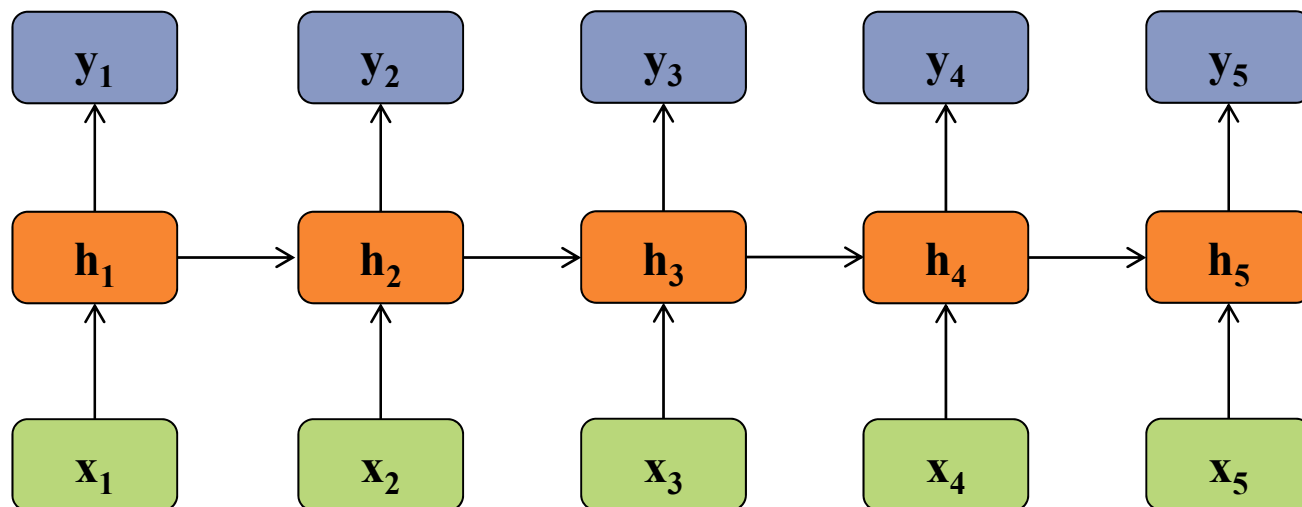 y₁ y₂ y₃ y₄ y₅
h₁ h₂ h₃ h₄ h₅
x₁ x₂ x₃ x₄ x₅